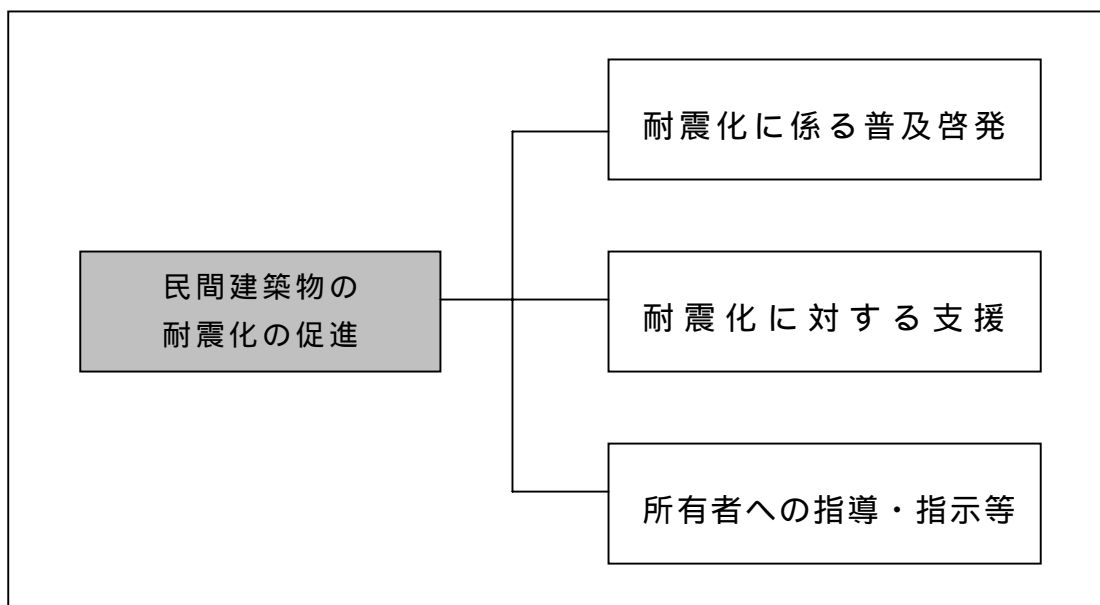 民間建築物の
耐震化の促進
耐震化に係る普及啓発
耐震化に対する支援
所有者への指導・指示等